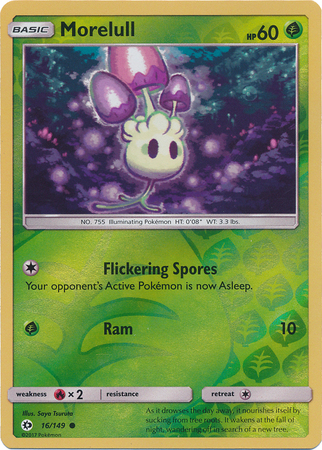 BASIC Morelull HP60
NO. 755 Illuminating Pokémon HT: 0'08" WT: 3.3 lbs.
Flickering Spores
Your opponent's Active Pokémon is now Asleep.
Ram 10
weakness ×2 resistance retreat
Illus. Saya Tsuruta
16/149
©2017 Pokémon
As it drowses the day away, it nourishes itself by
sucking from tree roots. It wakens at the fall of
night, wandering off in search of a new tree.